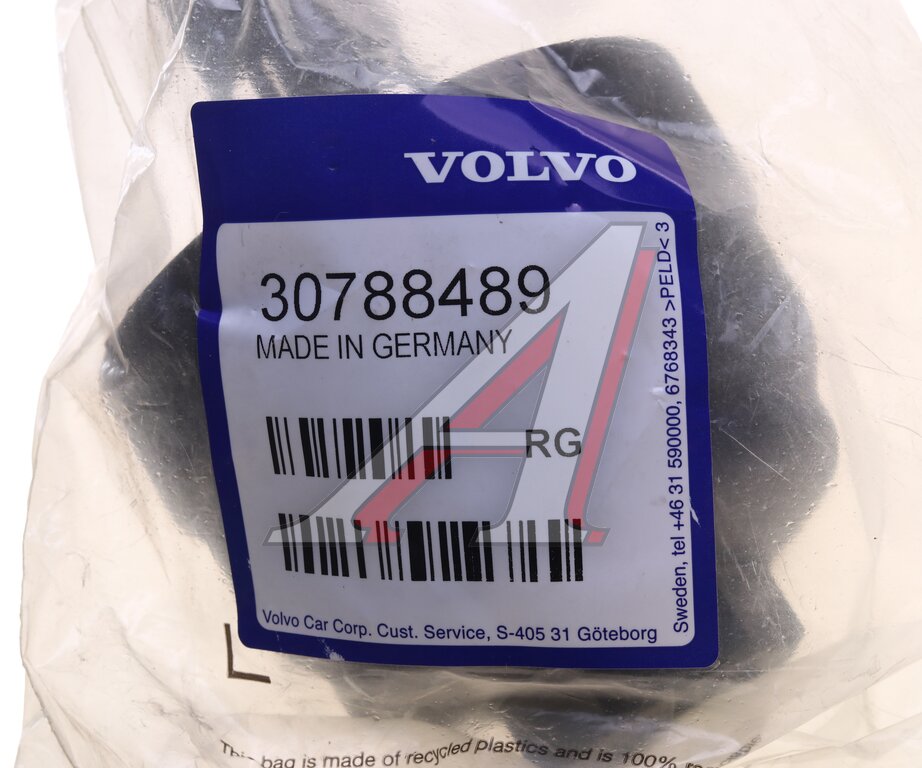 VOLVO
30788489
MADE IN GERMANY
RG
Volvo Car Corp. Cust. Service, S-405 31 Göteborg
Sweden, tel +46 31 590000, 6768343 >PELD< 3
bag is made of recycled plastics and is 100%